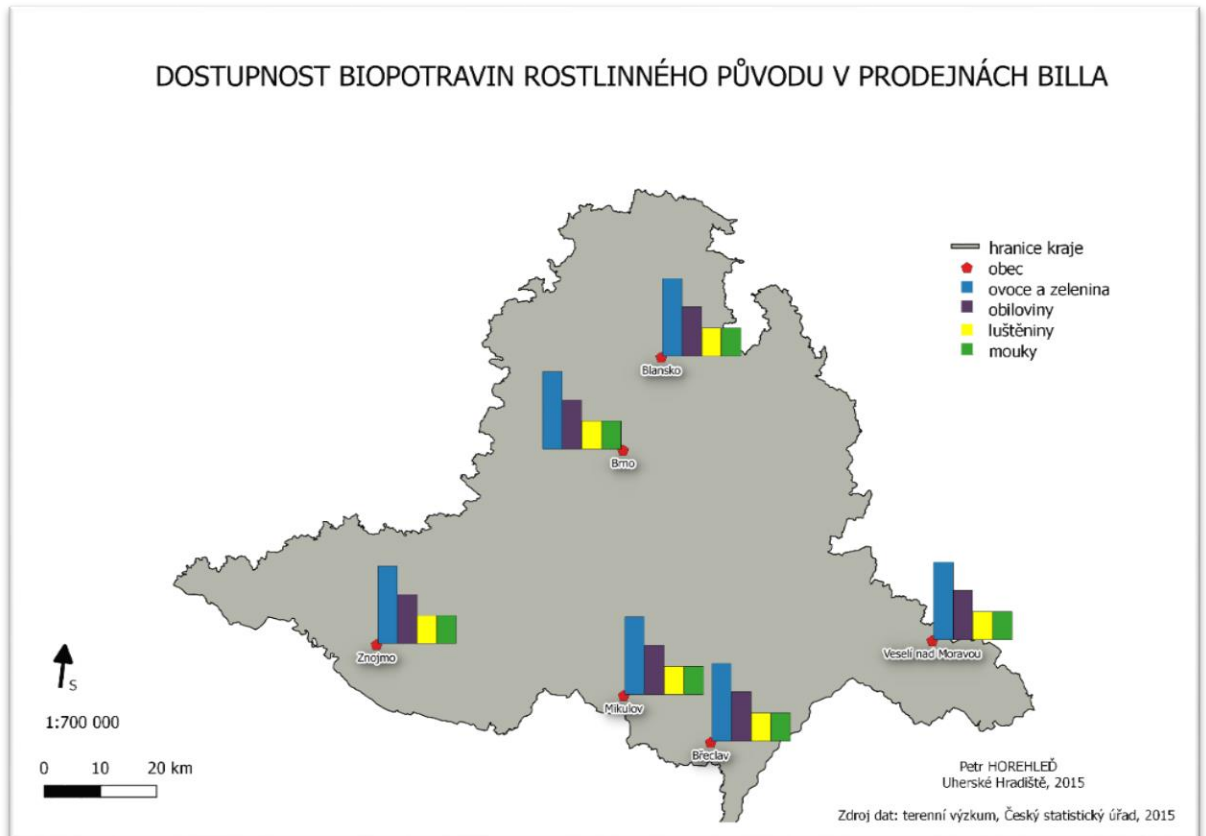 DOSTUPNOST BIOPOTRAVIN ROSTLINNÉHO PŮVODU V PRODEJNÁCH BILLA
hranice kraje
obec
ovoce a zelenina
obiloviny
luštěniny
mouky
Blansko
Brno
Znojmo
Veselí nad Moravou
Mikulov
Břeclav
S
1:700 000
0 10 20 km
Petr HOREHLEĎ
Uherské Hradiště, 2015
Zdroj dat: terenní výzkum, Český statistický úřad, 2015